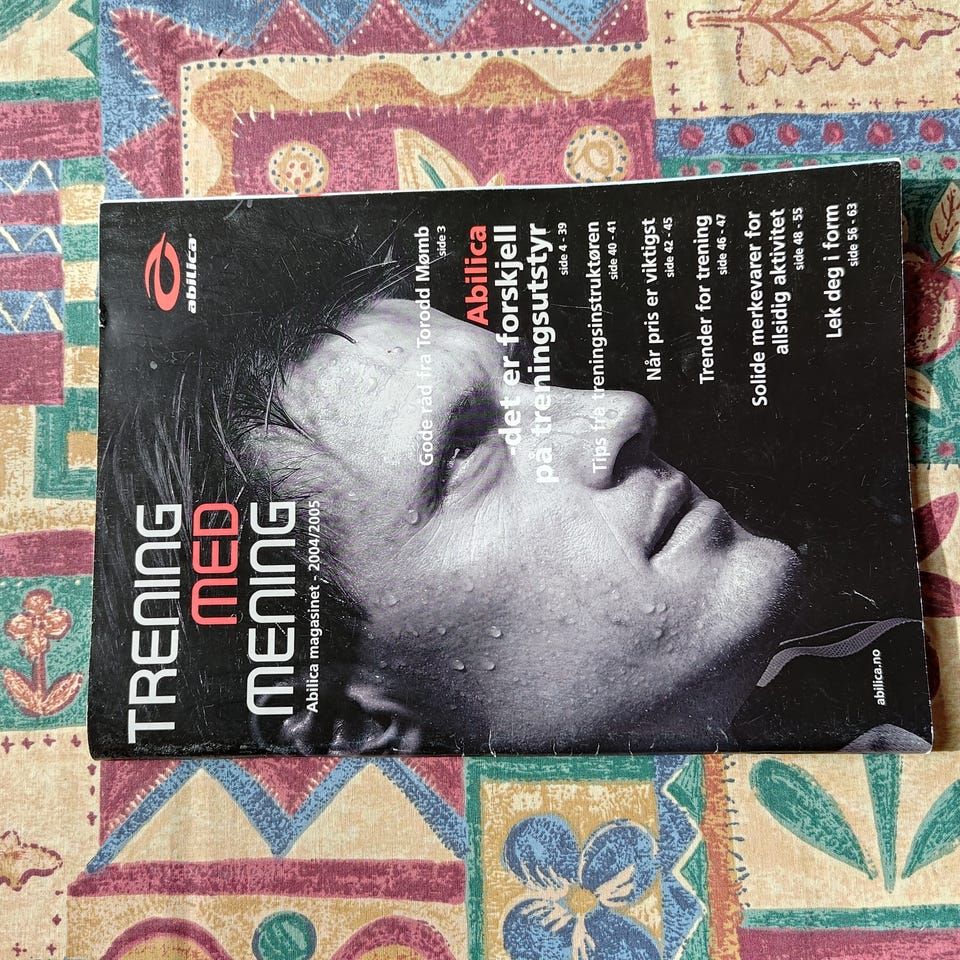 TRENING
MED
MENING
Abilica magasinet - 2004/2005
abilica®
Gode råd fra Torodd Mømb
side 3
Abilica
-det er forskjell
på treningsutstyr
side 4 - 39
Tips fra treningsinstruktøren
side 40 - 41
Når pris er viktigst
side 42 - 45
Trender for trening
side 46 - 47
Solide merkevarer for
allsidig aktivitet
side 48 - 55
Lek deg i form
side 56 - 63
abilica.no